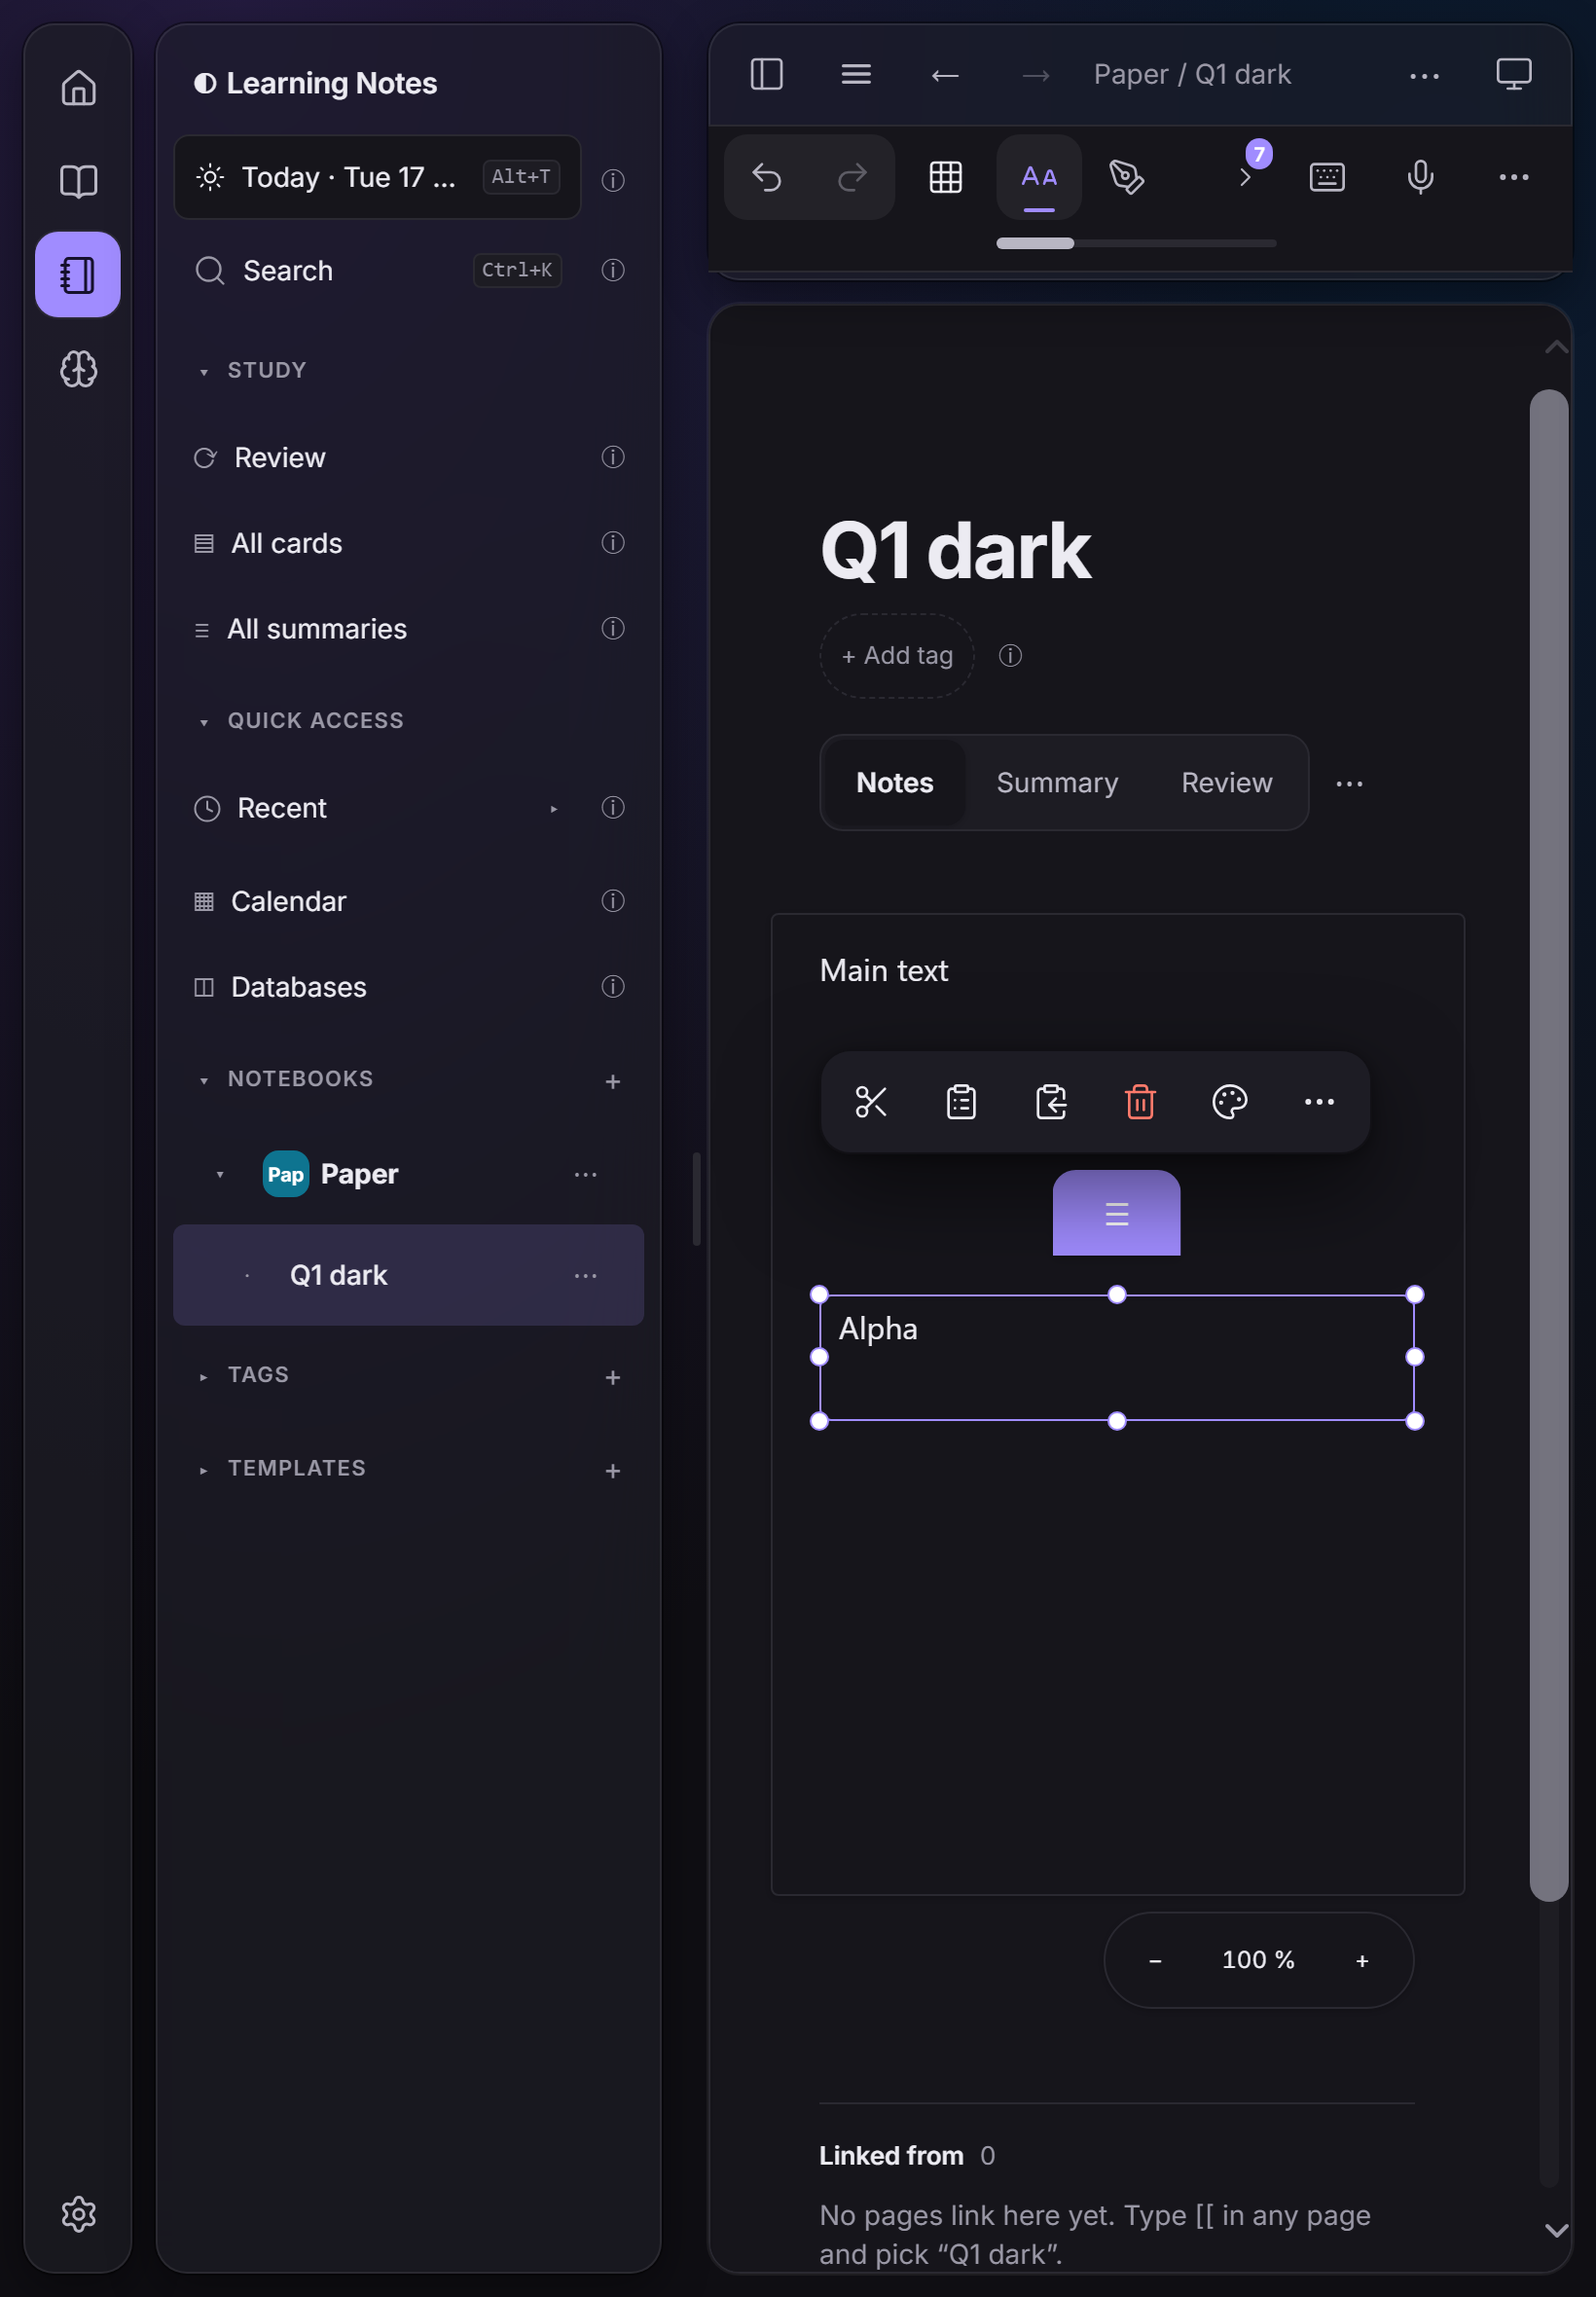 Learning Notes
Today · Tue 17 ... Alt+T
Search Ctrl+K
STUDY
Review
All cards
All summaries
QUICK ACCESS
Recent
Calendar
Databases
NOTEBOOKS
Pap Paper
Q1 dark
TAGS
TEMPLATES
Paper / Q1 dark
7
Q1 dark
+ Add tag
Notes Summary Review
Main text
Alpha
− 100 % +
Linked from 0
No pages link here yet. Type [[ in any page
and pick “Q1 dark”.